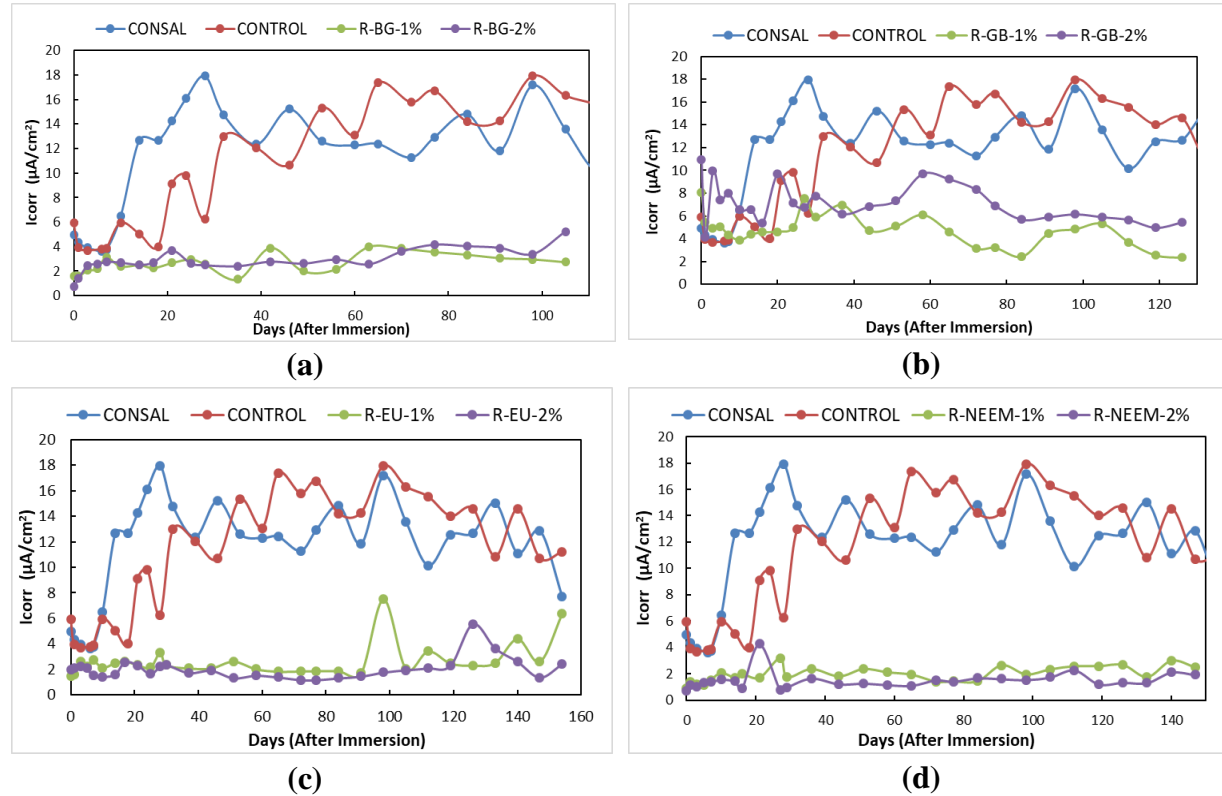 CONSAL CONTROL R-BG-1% R-BG-2%
20
18
16
14
12
10
8
6
4
2
0
Icorr (µA/cm²)
0 20 40 60 80 100
Days (After Immersion)
(a)
CONSAL CONTROL R-GB-1% R-GB-2%
20
18
16
14
12
10
8
6
4
2
0
Icorr (µA/cm²)
0 20 40 60 80 100 120
Days (After Immersion)
(b)
CONSAL CONTROL R-EU-1% R-EU-2%
20
18
16
14
12
10
8
6
4
2
0
Icorr (µA/cm²)
0 20 40 60 80 100 120 140 160
Days (After Immersion)
(c)
CONSAL CONTROL R-NEEM-1% R-NEEM-2%
20
18
16
14
12
10
8
6
4
2
0
Icorr (µA/cm²)
0 20 40 60 80 100 120 140
Days (After Immersion)
(d)